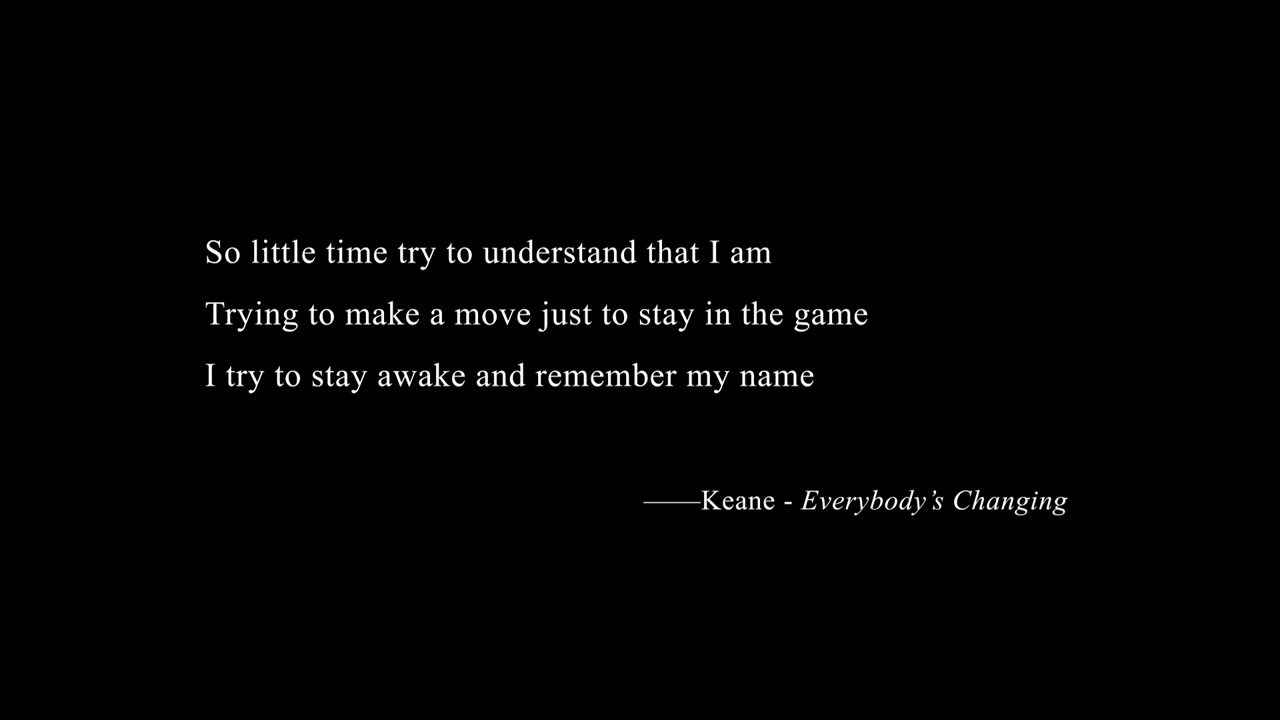 So little time try to understand that I am
Trying to make a move just to stay in the game
I try to stay awake and remember my name
——Keane - Everybody’s Changing